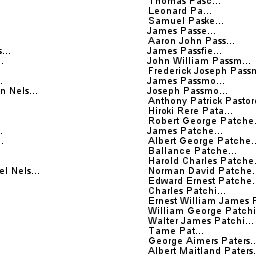 Thomas Pasc...
Leonard Pa...
Samuel Paske...
James Passe...
Aaron John Pass...
s...
James Passfie...
..
John William Passm...
Frederick Joseph Passm
..
James Passmo...
n Nels...
Joseph Passmo...
Anthony Patrick Pastor
Hiroki Rere Pata...
Robert George Patche.
..
James Patche...
..
Albert George Patche..
Ballance Patche...
Harold Charles Patche.
el Nels...
Norman David Patche..
Edward Ernest Patche.
Charles Patchi...
Ernest William James P
William George Patchi
Walter James Patchi...
Tame Pat...
George Aimers Paters..
Albert Maitland Paters.